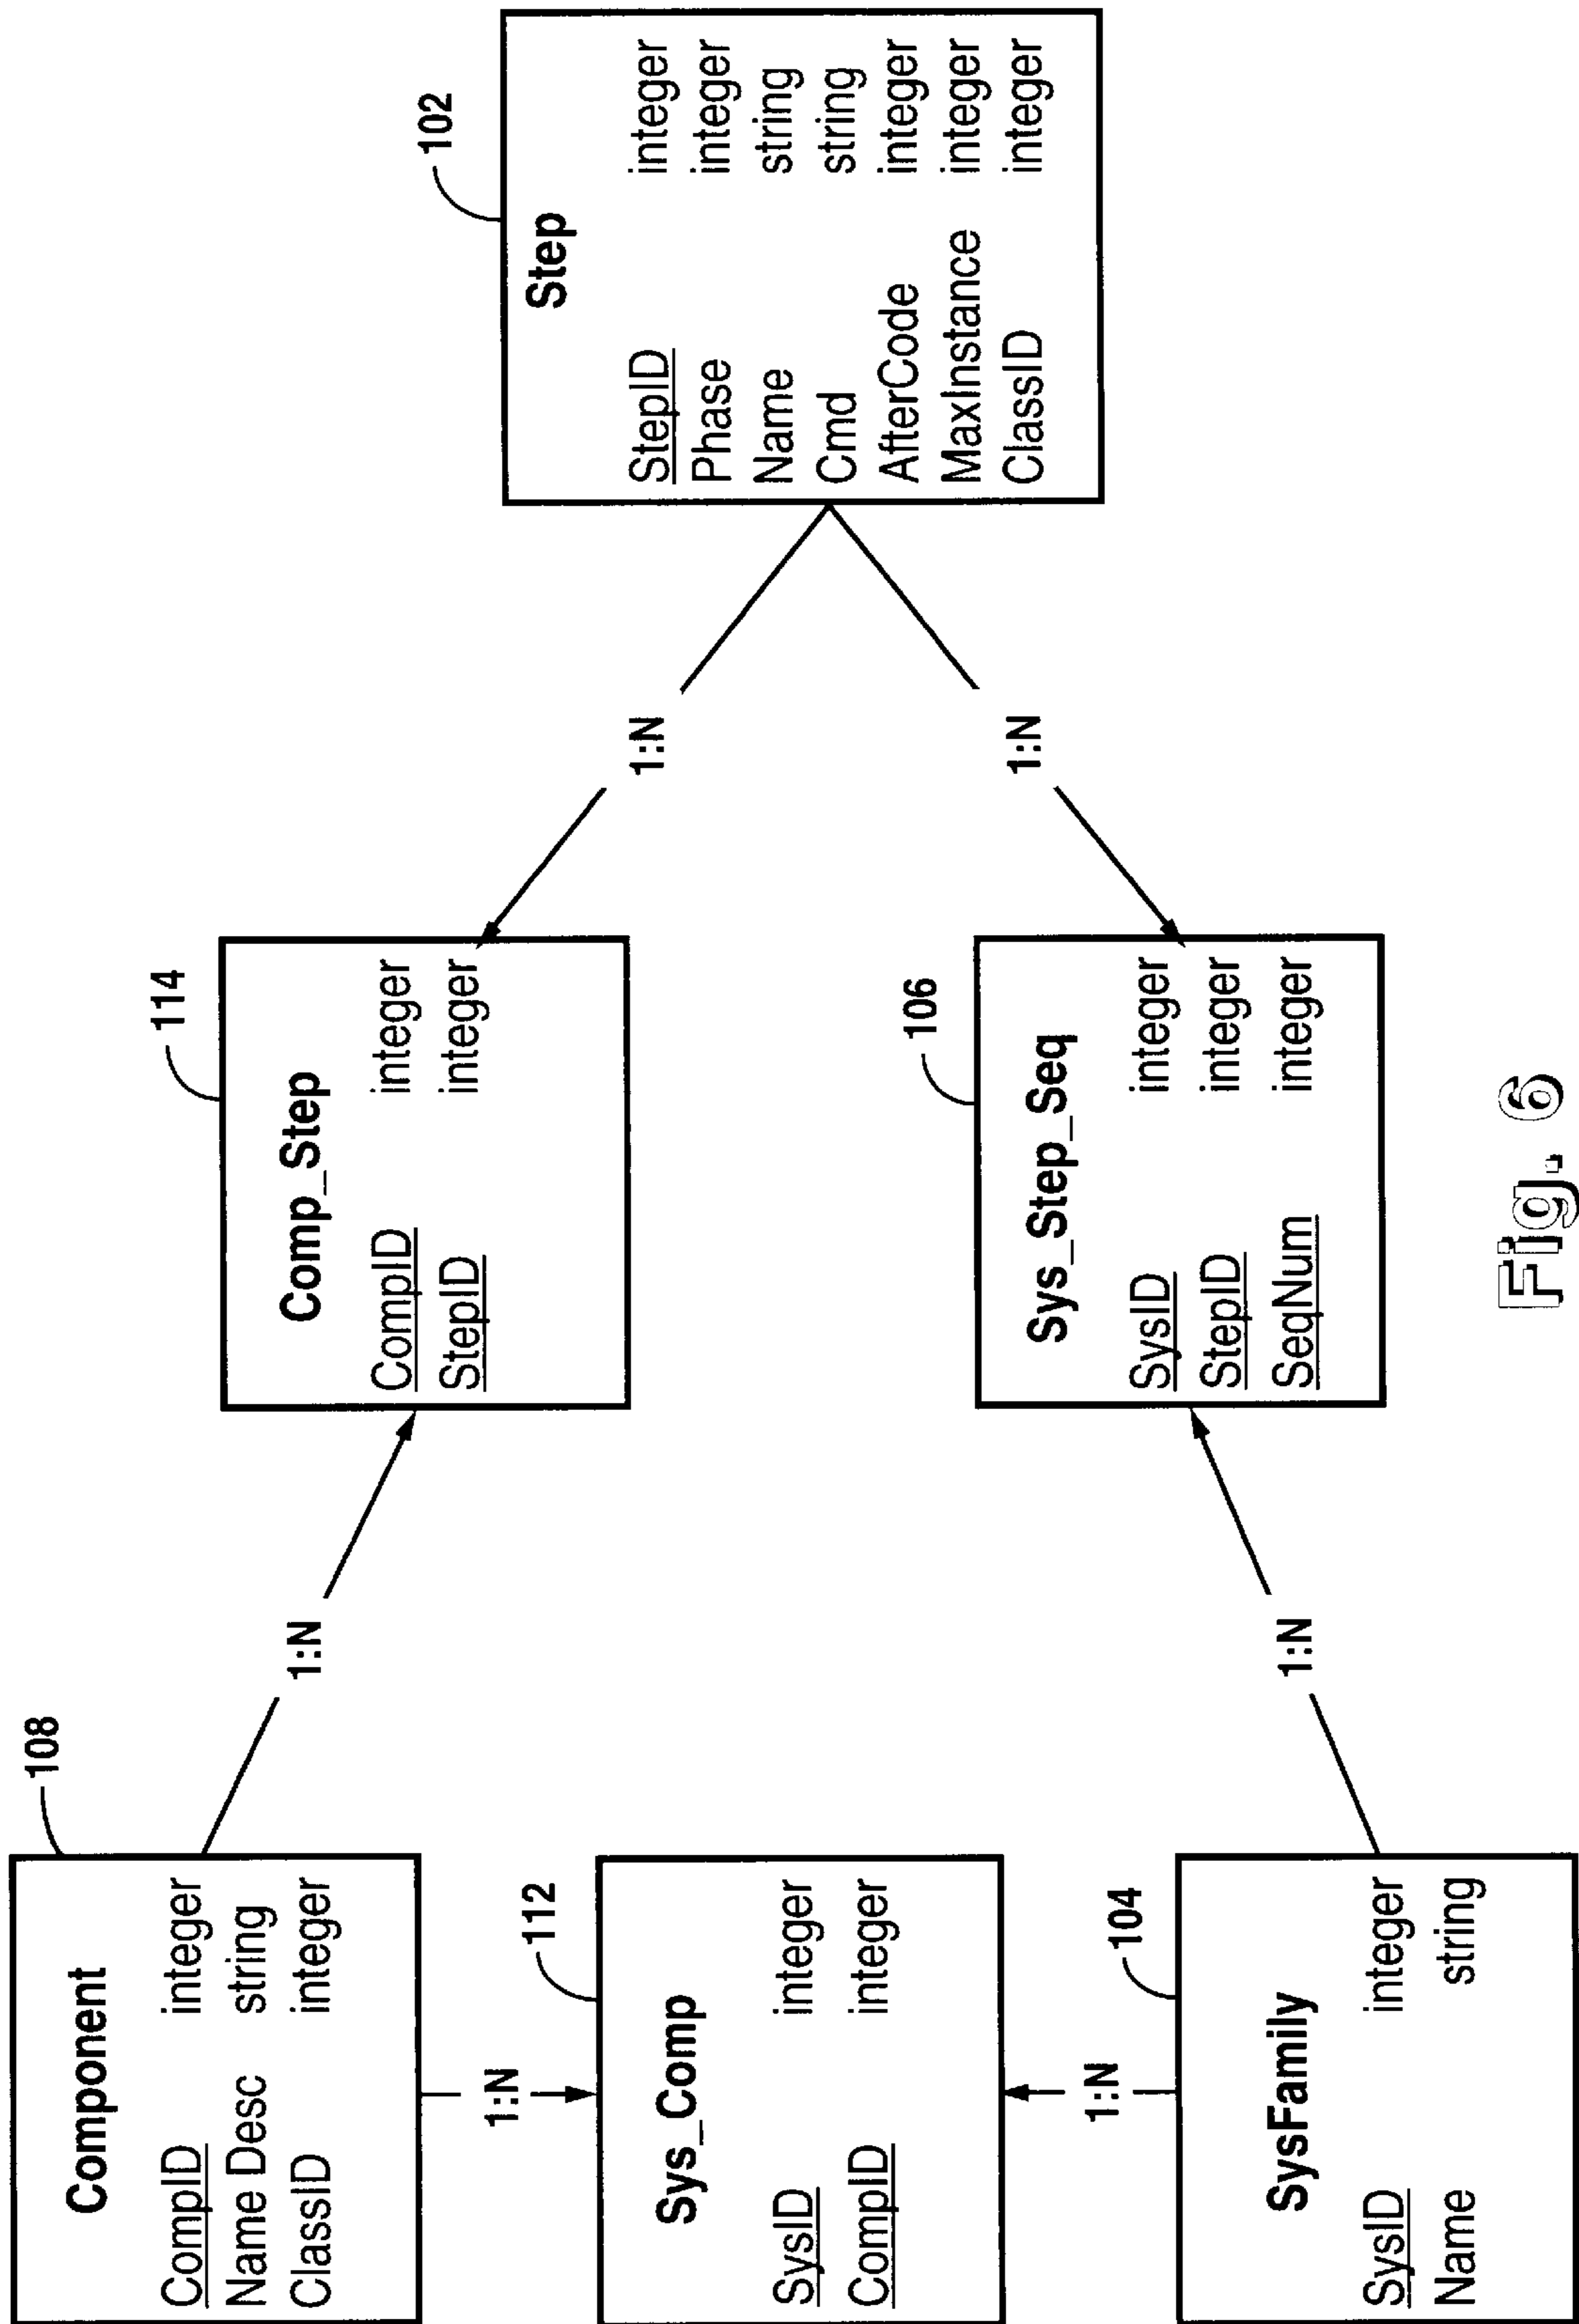 108
Component
CompID integer
Name Desc string
ClassID integer
1:N
1:N
112
Sys_Comp
SysID integer
CompID integer
1:N
104
SysFamily
SysID integer
Name string
1:N
114
Comp_Step
CompID integer
StepID integer
1:N
106
Sys_Step_Seq
SysID integer
StepID integer
SeqNum integer
1:N
102
Step
StepID integer
Phase integer
Name string
Cmd string
AfterCode integer
MaxInstance integer
ClassID integer
Fig. 6